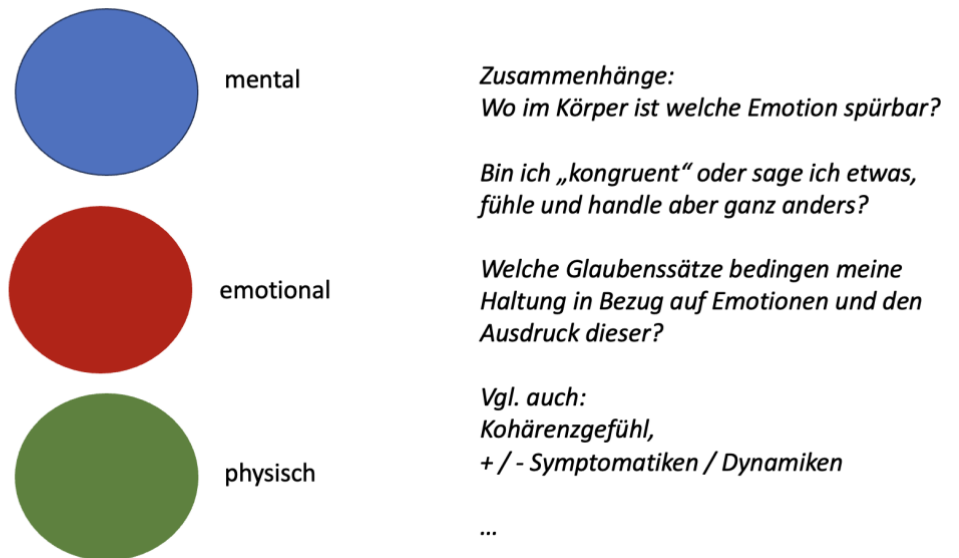 mental
emotional
physisch
Zusammenhänge:
Wo im Körper ist welche Emotion spürbar?
Bin ich „kongruent“ oder sage ich etwas,
fühle und handle aber ganz anders?
Welche Glaubenssätze bedingen meine
Haltung in Bezug auf Emotionen und den
Ausdruck dieser?
Vgl. auch:
Kohärenzgefühl,
+ / - Symptomatiken / Dynamiken
...